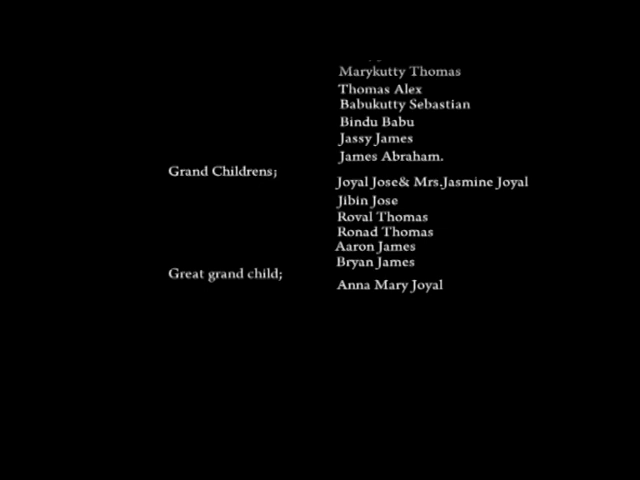 Marykutty Thomas
Thomas Alex
Babukutty Sebastian
Bindu Babu
Jassy James
James Abraham.
Grand Childrens;
Joyal Jose& Mrs.Jasmine Joyal
Jibin Jose
Roval Thomas
Ronad Thomas
Aaron James
Bryan James
Great grand child;
Anna Mary Joyal